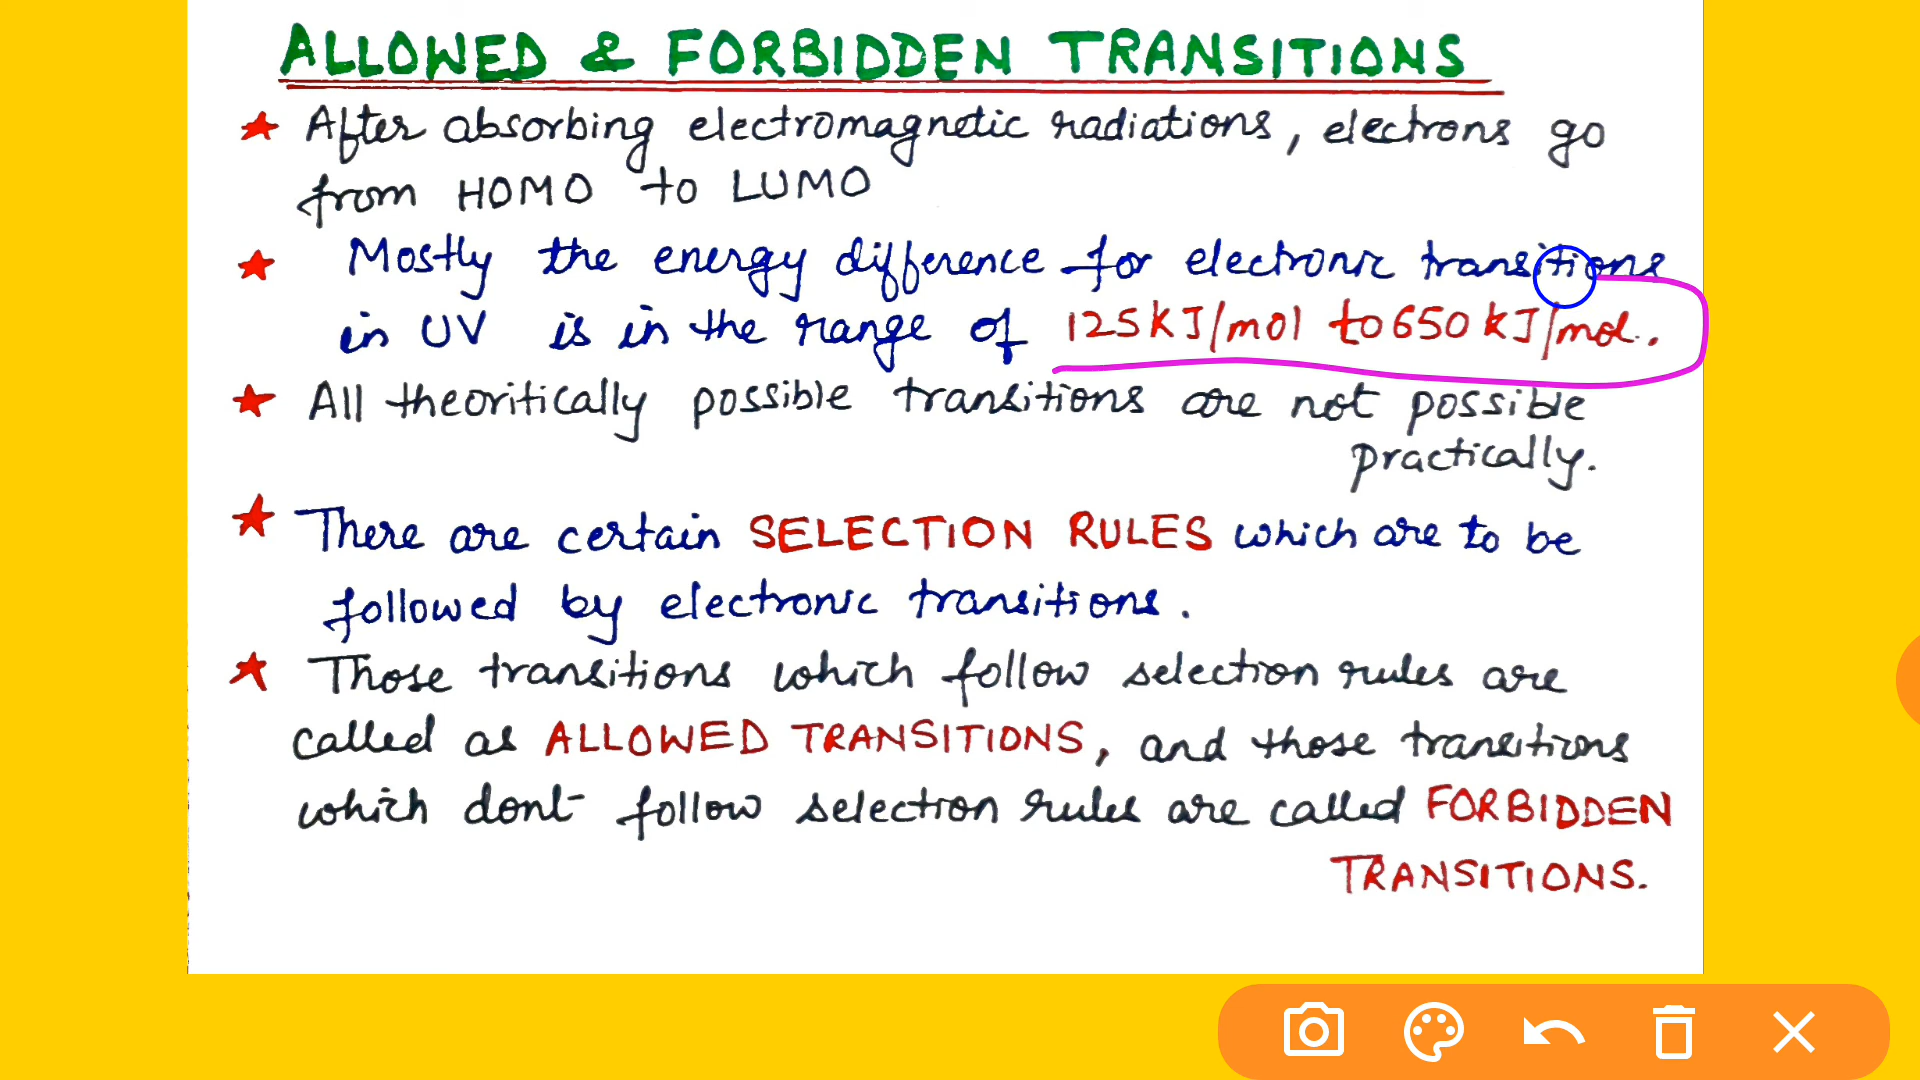 ALLOWED & FORBIDDEN TRANSITIONS
After absorbing electromagnetic radiations, electrons go
from HOMO to LUMO
Mostly the energy difference for electronic transitions
in UV is in the range of 125KJ/mol to 650 KJ/mol.
All theoritically possible transitions are not possible
practically.
There are certain SELECTION RULES which are to be
followed by electronic transitions.
Those transitions which follow selection rules are
called as ALLOWED TRANSITIONS, and those transitions
which dont follow selection rules are called FORBIDDEN
TRANSITIONS.